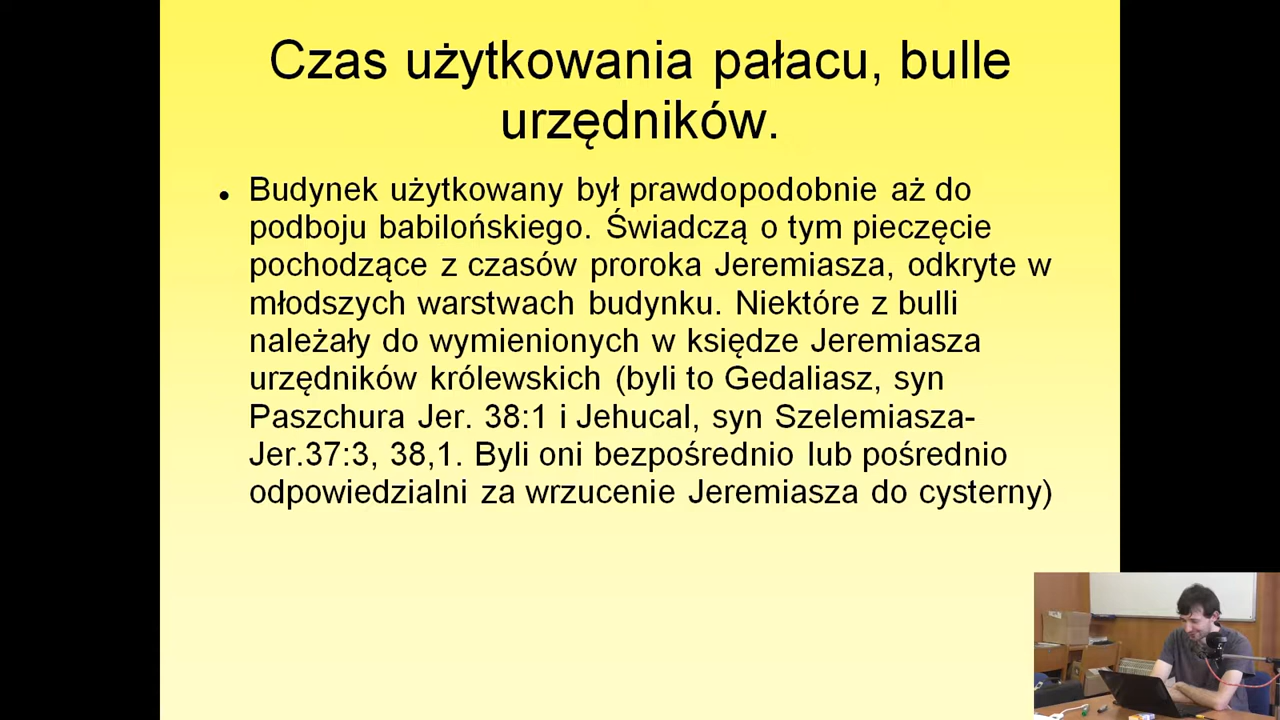 Czas użytkowania pałacu, bulle
urzędników.
• Budynek użytkowany był prawdopodobnie aż do
podboju babilońskiego. Świadczą o tym pieczęcie
pochodzące z czasów proroka Jeremiasza, odkryte w
młodszych warstwach budynku. Niektóre z bulli
należały do wymienionych w księdze Jeremiasza
urzędników królewskich (byli to Gedaliasz, syn
Paszchura Jer. 38:1 i Jehucal, syn Szelemiasza-
Jer.37:3, 38,1. Byli oni bezpośrednio lub pośrednio
odpowiedzialni za wrzucenie Jeremiasza do cysterny)